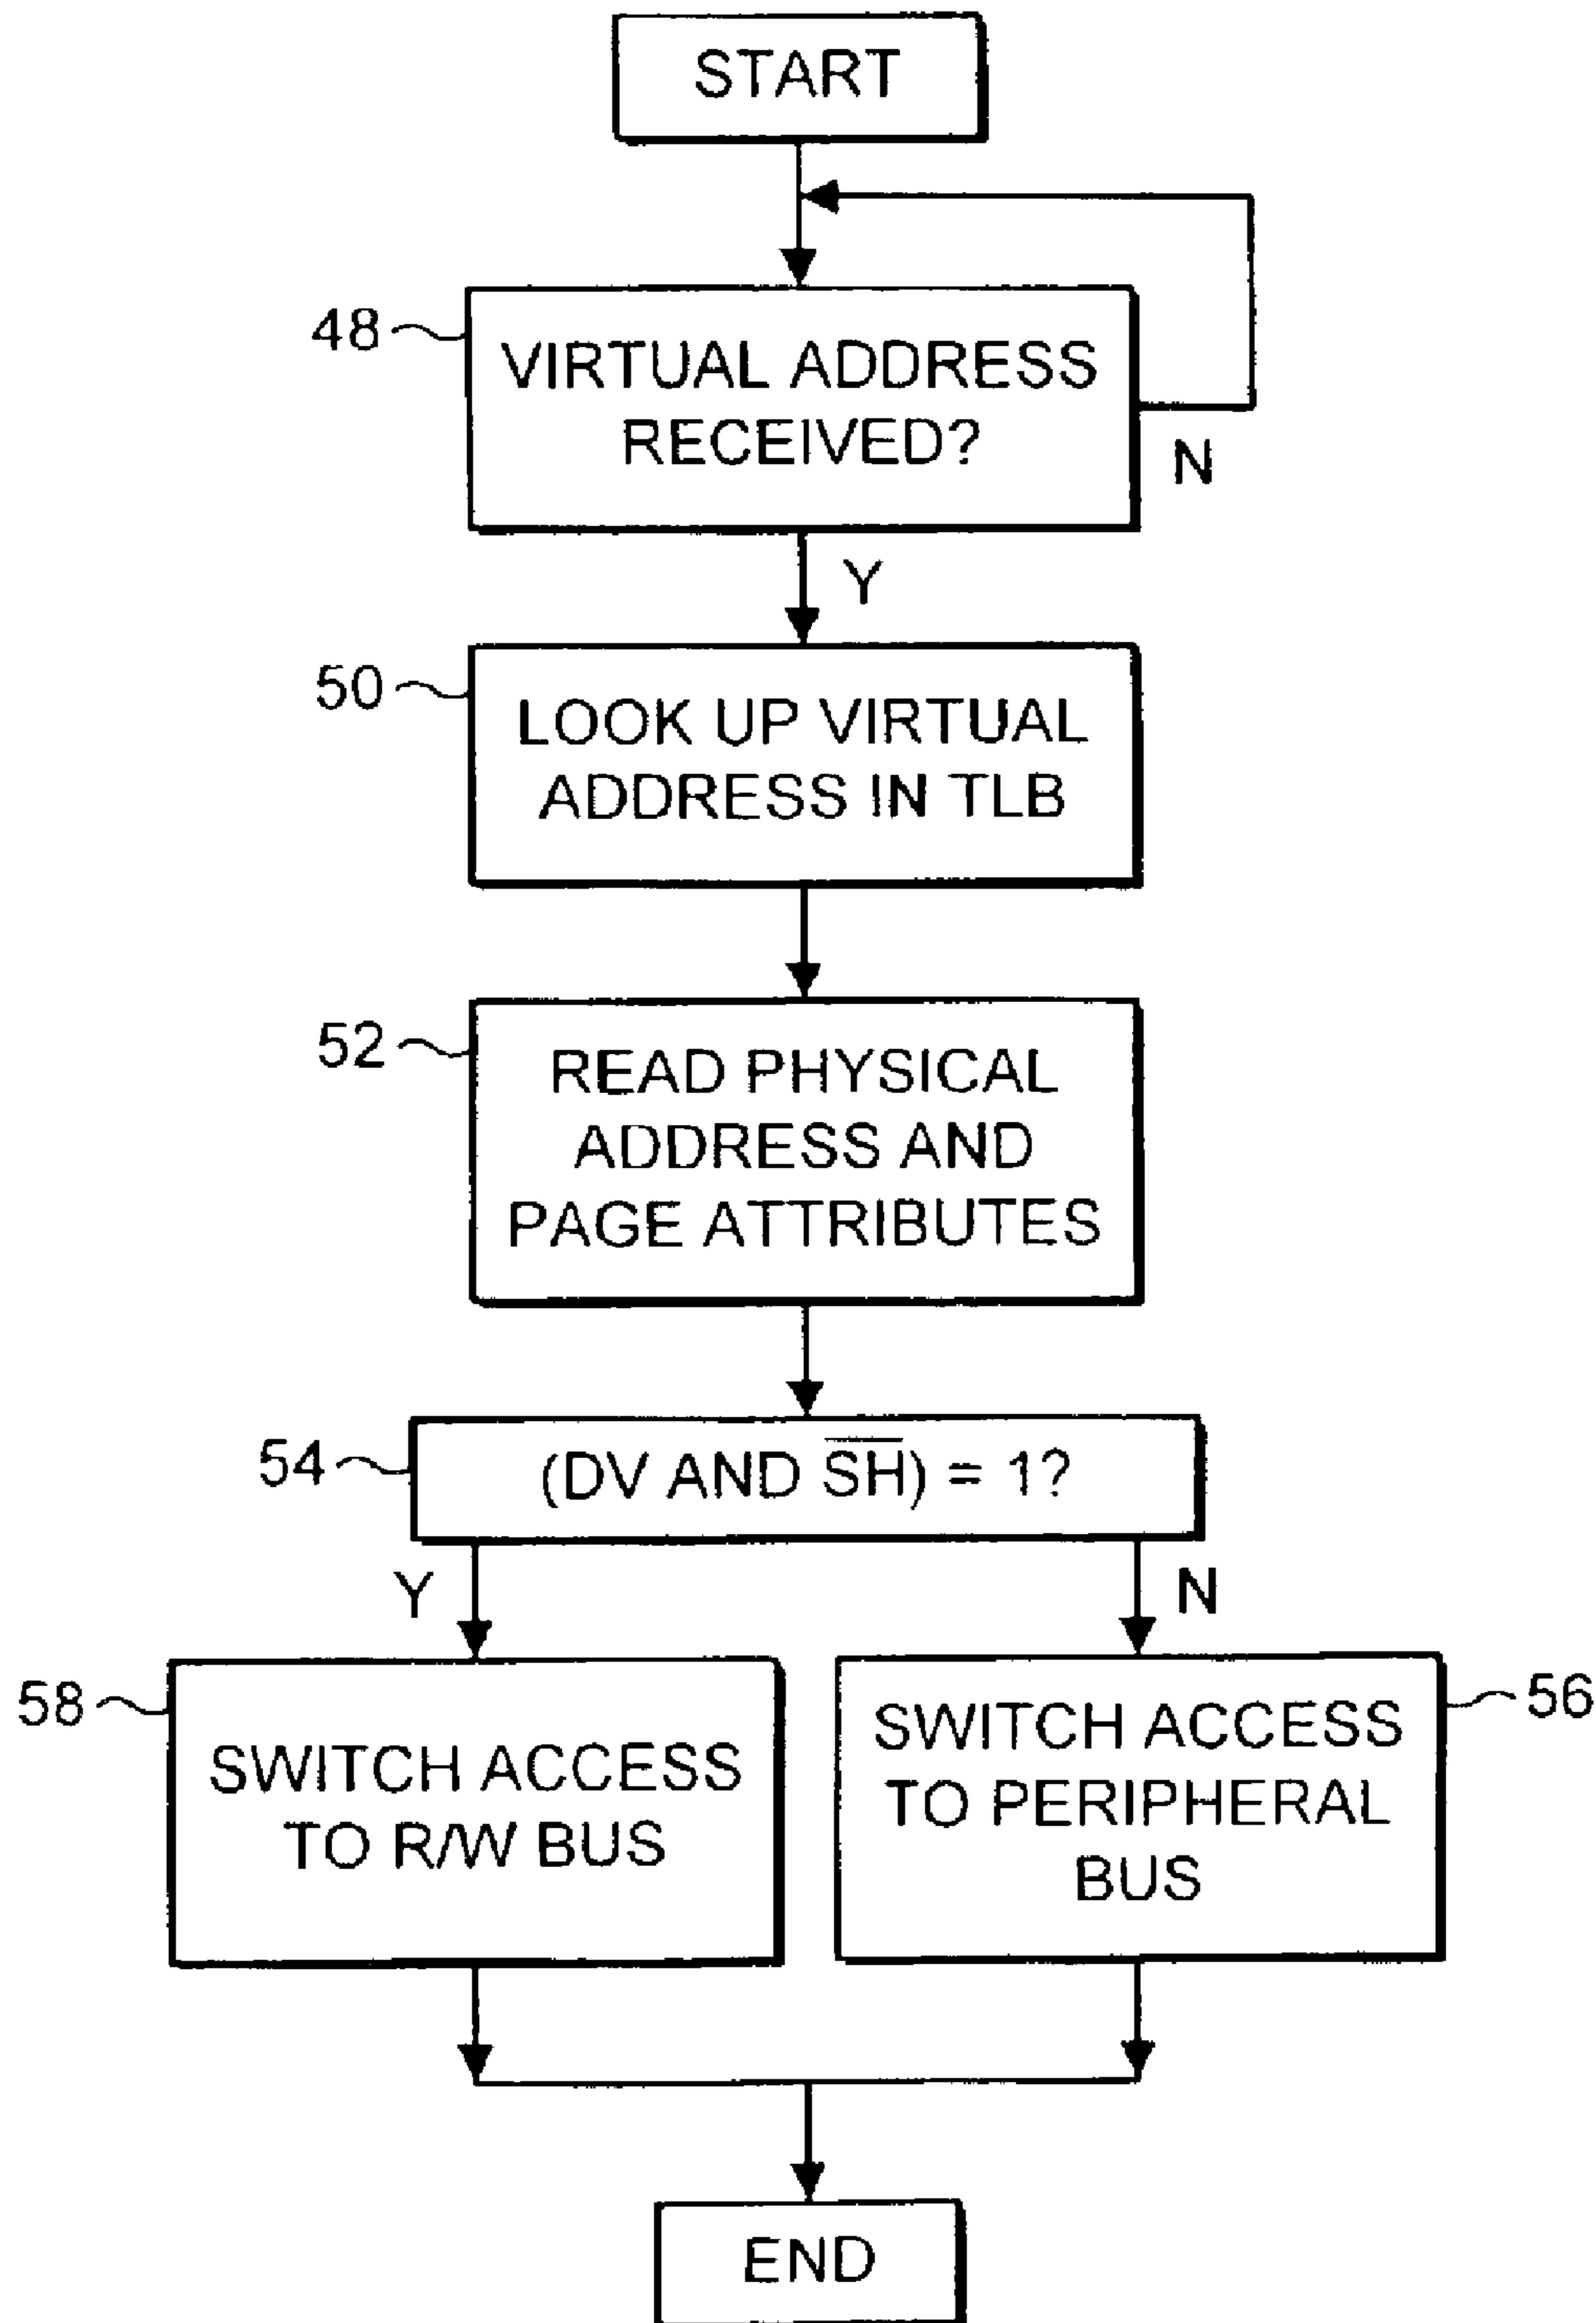 START
48
VIRTUAL ADDRESS
RECEIVED?
N
Y
50
LOOK UP VIRTUAL
ADDRESS IN TLB
52
READ PHYSICAL
ADDRESS AND
PAGE ATTRIBUTES
54
(DV AND S̅H̅) = 1?
Y
N
58
SWITCH ACCESS
TO R/W BUS
56
SWITCH ACCESS
TO PERIPHERAL
BUS
END